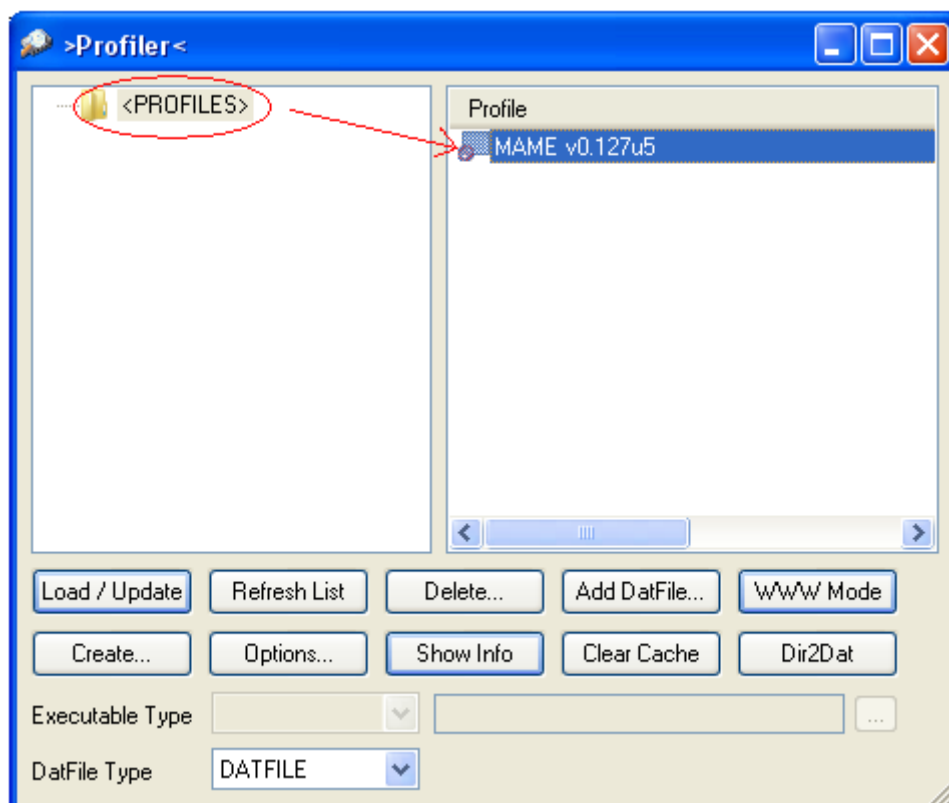 >Profiler<
<PROFILES>
Profile
MAME v0.127u5
Load / Update
Refresh List
Delete...
Add DatFile...
WWW Mode
Create...
Options...
Show Info
Clear Cache
Dir2Dat
Executable Type
...
DatFile Type
DATFILE